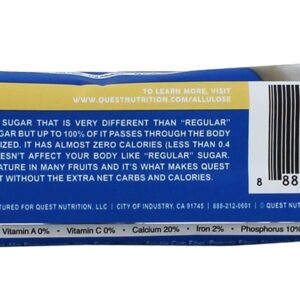 TO LEARN MORE, VISIT
QUESTNUTRITION.COM/ALLULOSE
SUGAR THAT IS VERY DIFFERENT THAN “REGULAR”
GAR BUT UP TO 100% OF IT PASSES THROUGH THE BODY
IZED. IT HAS ALMOST ZERO CALORIES (LESS THAN 0.4
ESN'T AFFECT YOUR BODY LIKE “REGULAR” SUGAR.
ATURE IN MANY FRUITS AND IT'S WHAT MAKES QUEST
T WITHOUT THE EXTRA NET CARBS AND CALORIES.
8 888
TURED FOR QUEST NUTRITION, LLC | CITY OF INDUSTRY, CA 91745 | 888-212-0601 | © QUEST NUTR
Vitamin A 0% • Vitamin C 0% • Calcium 20% • Iron 2% • Phosphorus 10%